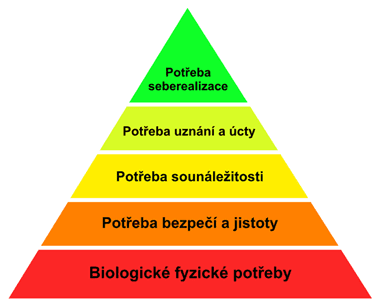 Potřeba
seberealizace
Potřeba uznání a úcty
Potřeba sounáležitosti
Potřeba bezpečí a jistoty
Biologické fyzické potřeby